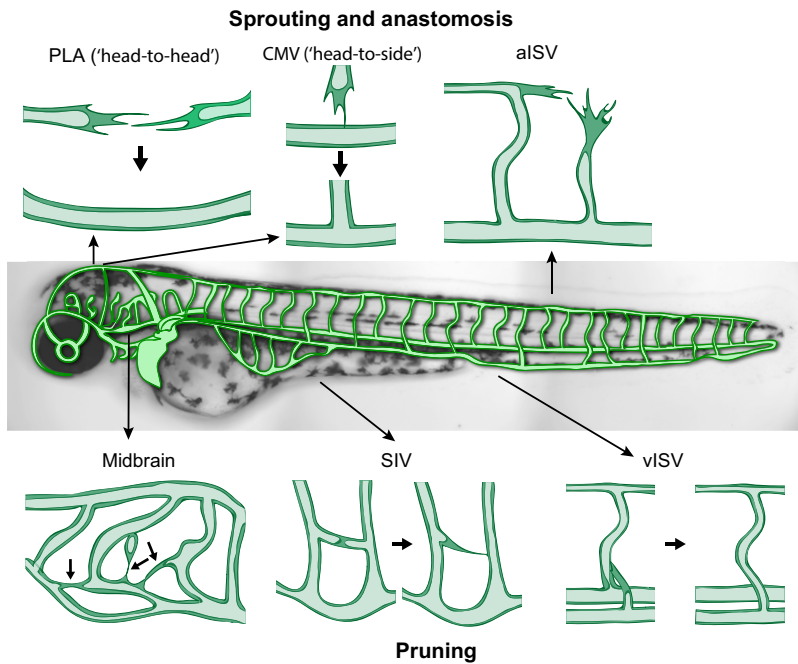 Sprouting and anastomosis
PLA (‘head-to-head’)
CMV (‘head-to-side’)
aISV
Midbrain
SIV
vISV
Pruning